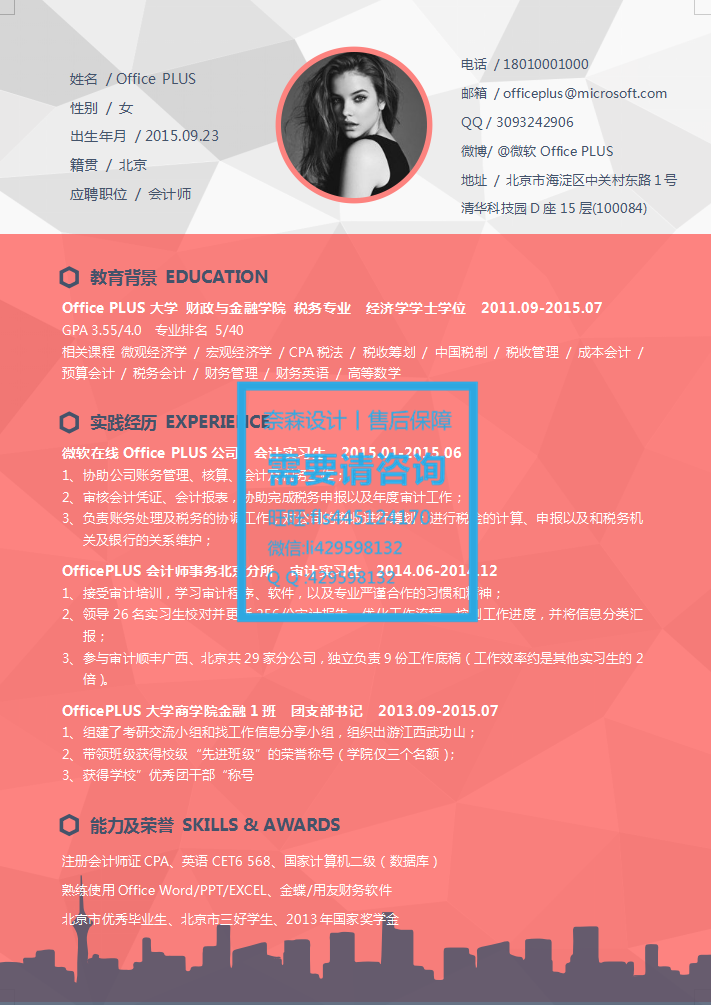 姓名 / Office PLUS
性别 / 女
出生年月 / 2015.09.23
籍贯 / 北京
应聘职位 / 会计师
电话 / 18010001000
邮箱 / officeplus@microsoft.com
QQ / 3093242906
微博/ @微软 Office PLUS
地址 / 北京市海淀区中关村东路 1 号
清华科技园 D 座 15 层(100084)
教育背景 EDUCATION
Office PLUS 大学 财政与金融学院 税务专业 经济学学士学位 2011.09-2015.07
GPA 3.55/4.0 专业排名 5/40
相关课程 微观经济学 / 宏观经济学 / CPA 税法 / 税收筹划 / 中国税制 / 税收管理 / 成本会计 /
预算会计 / 税务会计 / 财务管理 / 财务英语 / 高等数学
实践经历 EXPERIENCE
微软在线 Office PLUS 公司 会计实习生 2015.01-2015.06
1、协助公司账务管理、核算、会计
2、审核会计凭证、会计报表，协助完成税务申报以及年度审计工作；
3、负责账务处理及税务的协调工作 进行税金的计算、申报以及和税务机
关及银行的关系维护；
OfficePLUS 会计师事务北京分所 审计实习生 2014.06-2014.12
1、接受审计培训，学习审计程序、软件，以及专业严谨合作的习惯和精神；
2、领导 26 名实习生校对并更新 256 份审计报告，优化工作流程，控制工作进度，并将信息分类汇
报；
3、参与审计顺丰广西、北京共 29 家分公司，独立负责 9 份工作底稿（工作效率约是其他实习生的 2
倍）。
OfficePLUS 大学商学院金融 1 班 团支部书记 2013.09-2015.07
1、组建了考研交流小组和找工作信息分享小组，组织出游江西武功山；
2、带领班级获得校级“先进班级”的荣誉称号（学院仅三个名额）；
3、获得学校”优秀团干部“称号
能力及荣誉 SKILLS & AWARDS
注册会计师证 CPA、英语 CET6 568、国家计算机二级（数据库）
熟练使用 Office Word/PPT/EXCEL、金蝶/用友财务软件
北京市优秀毕业生、北京市三好学生、2013 年国家奖学金
奈森设计丨售后保障
需要请咨询
微信:li429598132
Q Q :429598132